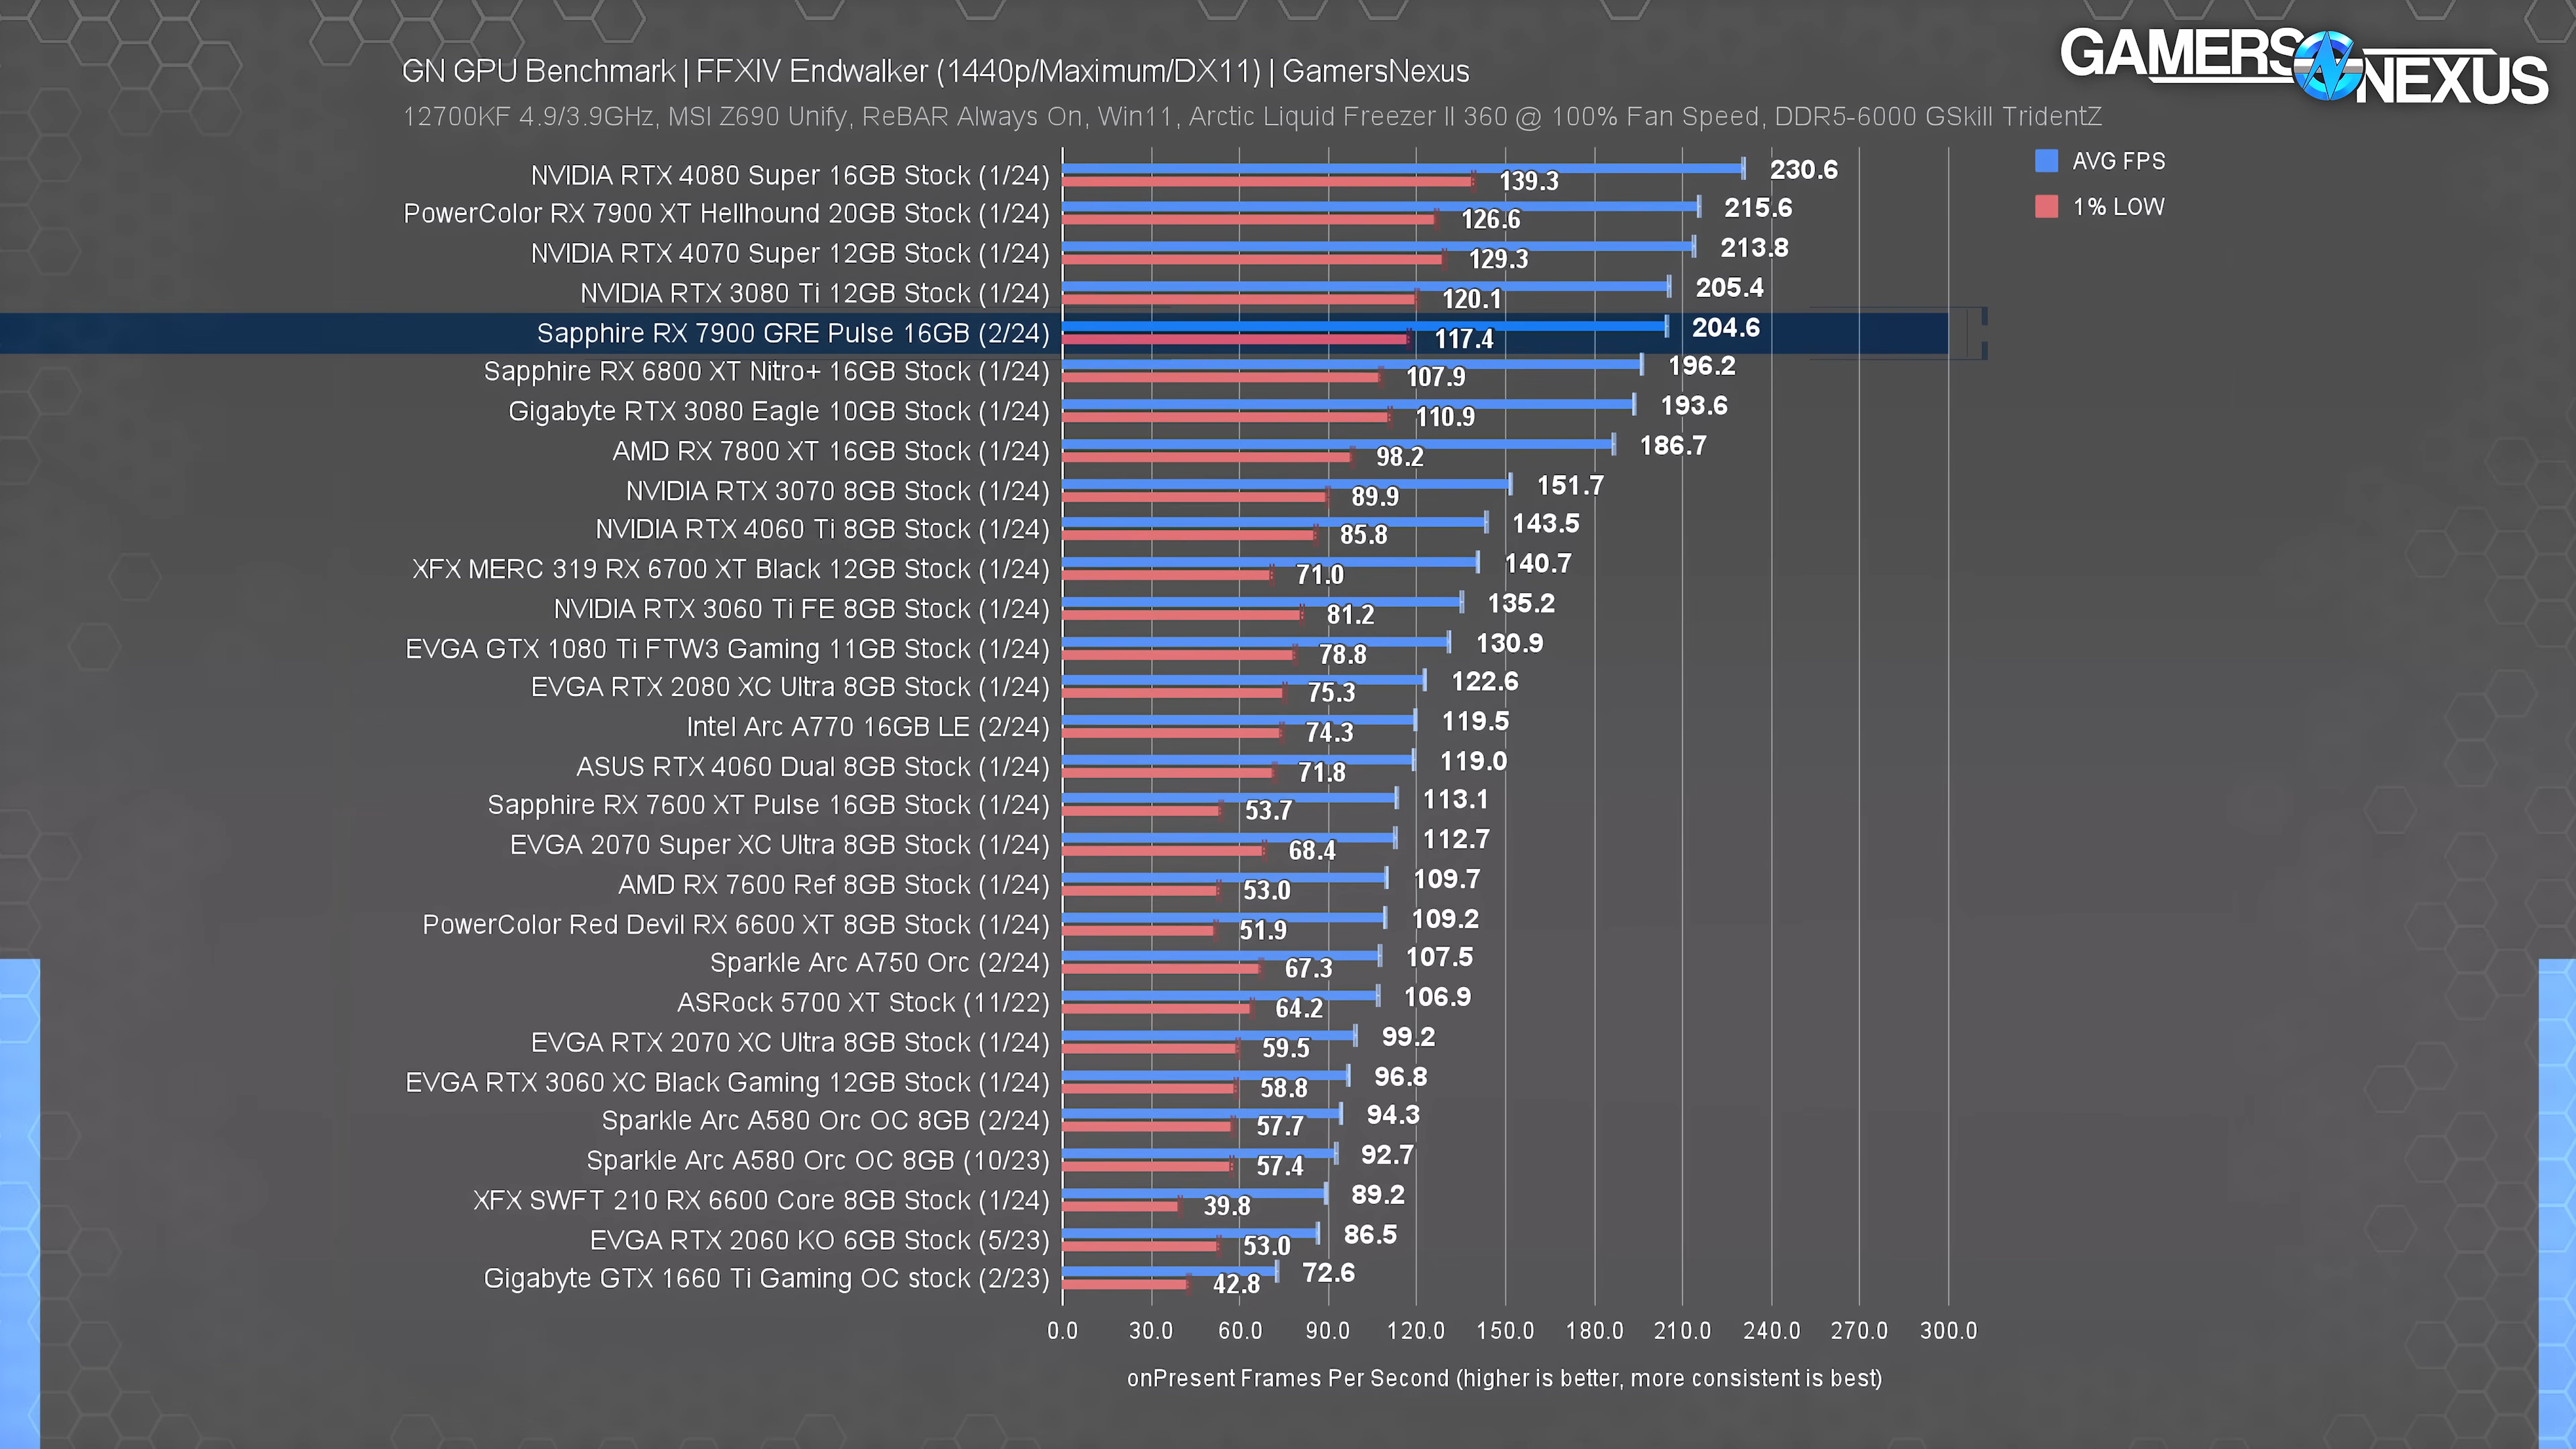 GAMERS NEXUS
GN GPU Benchmark | FFXIV Endwalker (1440p/Maximum/DX11) | GamersNexus
12700KF 4.9/3.9GHz, MSI Z690 Unify, ReBAR Always On, Win11, Arctic Liquid Freezer II 360 @ 100% Fan Speed, DDR5-6000 GSkill TridentZ
AVG FPS
1% LOW
NVIDIA RTX 4080 Super 16GB Stock (1/24) 230.6 139.3
PowerColor RX 7900 XT Hellhound 20GB Stock (1/24) 215.6 126.6
NVIDIA RTX 4070 Super 12GB Stock (1/24) 213.8 129.3
NVIDIA RTX 3080 Ti 12GB Stock (1/24) 205.4 120.1
Sapphire RX 7900 GRE Pulse 16GB (2/24) 204.6 117.4
Sapphire RX 6800 XT Nitro+ 16GB Stock (1/24) 196.2 107.9
Gigabyte RTX 3080 Eagle 10GB Stock (1/24) 193.6 110.9
AMD RX 7800 XT 16GB Stock (1/24) 186.7 98.2
NVIDIA RTX 3070 8GB Stock (1/24) 151.7 89.9
NVIDIA RTX 4060 Ti 8GB Stock (1/24) 143.5 85.8
XFX MERC 319 RX 6700 XT Black 12GB Stock (1/24) 140.7 71.0
NVIDIA RTX 3060 Ti FE 8GB Stock (1/24) 135.2 81.2
EVGA GTX 1080 Ti FTW3 Gaming 11GB Stock (1/24) 130.9 78.8
EVGA RTX 2080 XC Ultra 8GB Stock (1/24) 122.6 75.3
Intel Arc A770 16GB LE (2/24) 119.5 74.3
ASUS RTX 4060 Dual 8GB Stock (1/24) 119.0 71.8
Sapphire RX 7600 XT Pulse 16GB Stock (1/24) 113.1 53.7
EVGA 2070 Super XC Ultra 8GB Stock (1/24) 112.7 68.4
AMD RX 7600 Ref 8GB Stock (1/24) 109.7 53.0
PowerColor Red Devil RX 6600 XT 8GB Stock (1/24) 109.2 51.9
Sparkle Arc A750 Orc (2/24) 107.5 67.3
ASRock 5700 XT Stock (11/22) 106.9 64.2
EVGA RTX 2070 XC Ultra 8GB Stock (1/24) 99.2 59.5
EVGA RTX 3060 XC Black Gaming 12GB Stock (1/24) 96.8 58.8
Sparkle Arc A580 Orc OC 8GB (2/24) 94.3 57.7
Sparkle Arc A580 Orc OC 8GB (10/23) 92.7 57.4
XFX SWFT 210 RX 6600 Core 8GB Stock (1/24) 89.2 39.8
EVGA RTX 2060 KO 6GB Stock (5/23) 86.5 53.0
Gigabyte GTX 1660 Ti Gaming OC stock (2/23) 72.6 42.8
0.0 30.0 60.0 90.0 120.0 150.0 180.0 210.0 240.0 270.0 300.0
onPresent Frames Per Second (higher is better, more consistent is best)